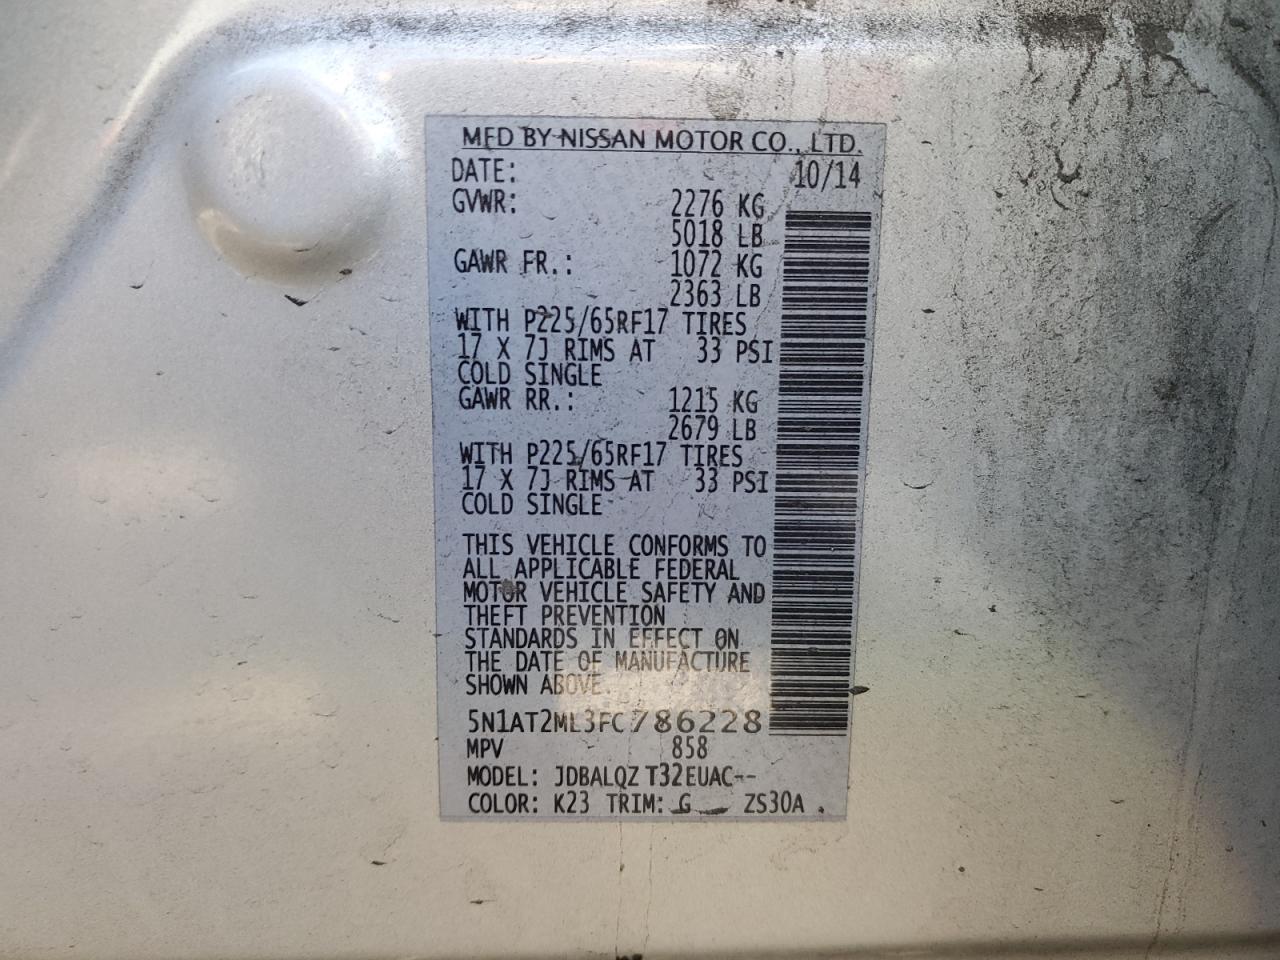 MFD BY NISSAN MOTOR CO., LTD.
DATE: 10/14
GVWR: 2276 KG
5018 LB
GAWR FR.: 1072 KG
2363 LB
WITH P225/65RF17 TIRES
17 X 7J RIMS AT 33 PSI
COLD SINGLE
GAWR RR.: 1215 KG
2679 LB
WITH P225/65RF17 TIRES
17 X 7J RIMS AT 33 PSI
COLD SINGLE
THIS VEHICLE CONFORMS TO
ALL APPLICABLE FEDERAL
MOTOR VEHICLE SAFETY AND
THEFT PREVENTION
STANDARDS IN EFFECT ON
THE DATE OF MANUFACTURE
SHOWN ABOVE.
5N1AT2ML3FC786228
MPV 858
MODEL: JDBALQZ T32EUAC--
COLOR: K23 TRIM: G ZS30A